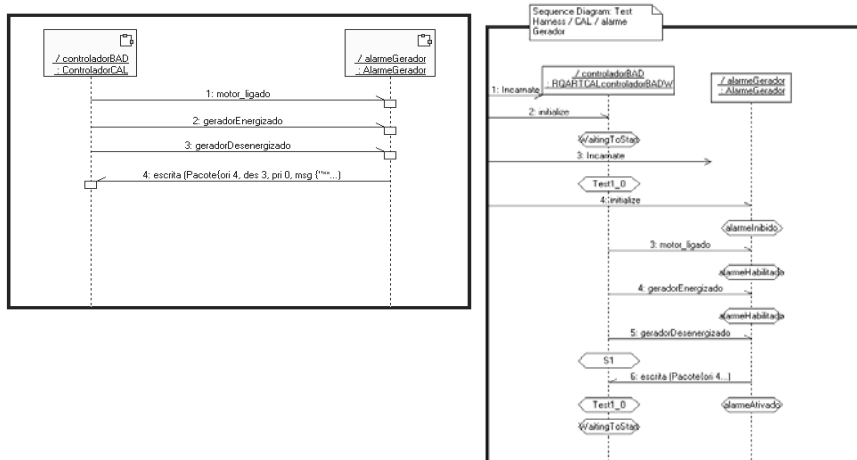 / controladorBAD
: ControladorCAL
/ alarmeGerador
: AlarmeGerador
1: motor_ligado
2: geradorEnergizado
3: geradorDesenergizado
4: escrita (Pacote{ori 4, des 3, pri 0, msg {"""...)
Sequence Diagram: Test
Harness / CAL / alarme
Gerador
/ controladorBAD
: RQARTCALcontroladorBADW
/ alarmeGerador
: AlarmeGerador
1: Incarnate
2: initialize
WaitingToStart
3: Incarnate
Test1_0
4: initialize
alarmeInibido
3: motor_ligado
alarmeHabilitado
4: geradorEnergizado
alarmeHabilitado
5: geradorDesenergizado
S1
6: escrita (Pacote{ori 4...)
Test1_0
alarmeAtivado
WaitingToStart